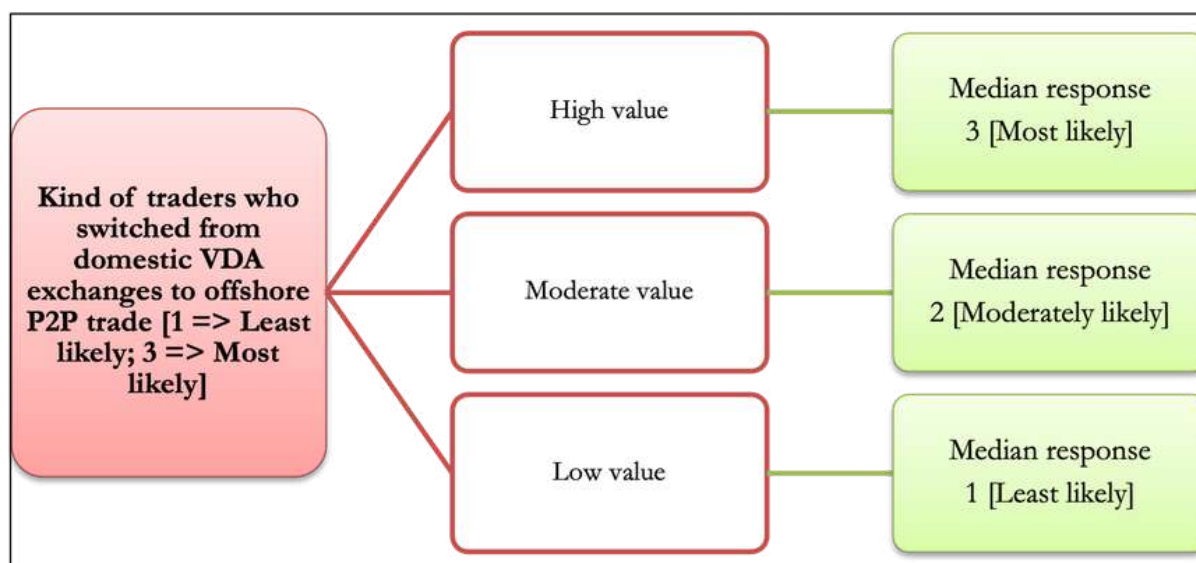 Kind of traders who
switched from
domestic VDA
exchanges to offshore
P2P trade [1 => Least
likely; 3 => Most
likely]
High value
Median response
3 [Most likely]
Moderate value
Median response
2 [Moderately likely]
Low value
Median response
1 [Least likely]